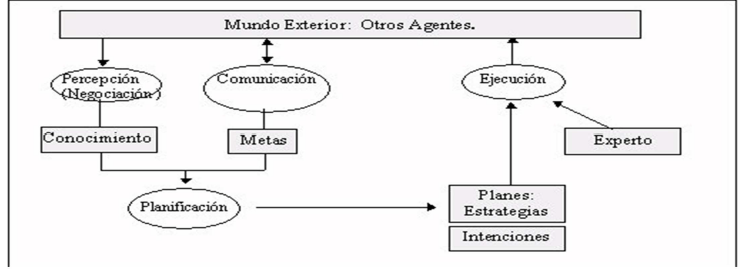 Mundo Exterior: Otros Agentes.
Percepción
(Negociación)
Comunicación
Ejecución
Conocimiento
Metas
Experto
Planificación
Planes:
Estrategias
Intenciones